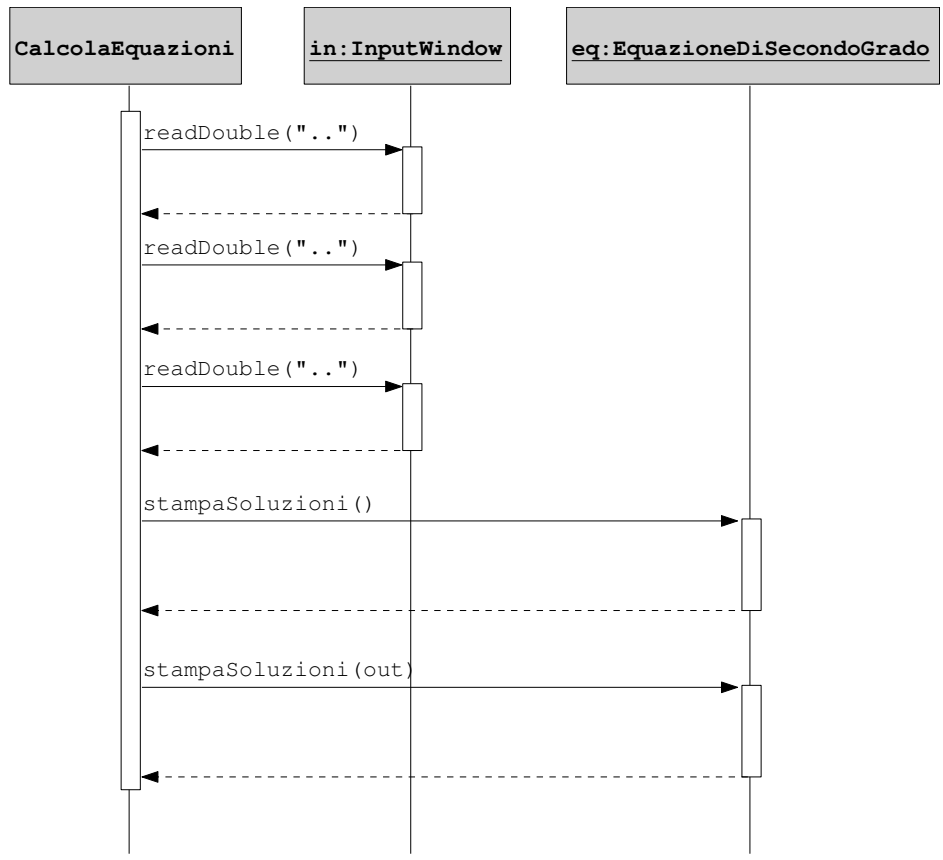 CalcolaEquazioni
in:InputWindow
eq:EquazioneDiSecondoGrado
readDouble("..")
readDouble("..")
readDouble("..")
stampaSoluzioni()
stampaSoluzioni(out)